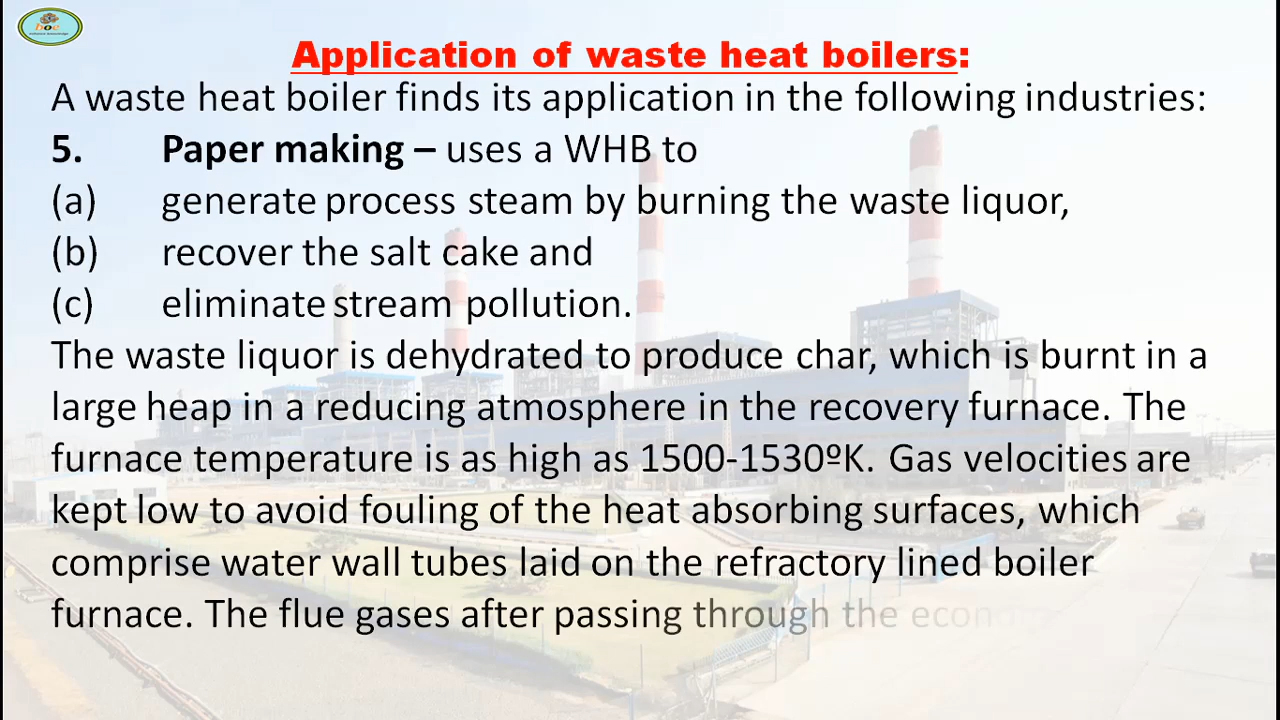 Application of waste heat boilers:
A waste heat boiler finds its application in the following industries:
5. Paper making – uses a WHB to
(a) generate process steam by burning the waste liquor,
(b) recover the salt cake and
(c) eliminate stream pollution.
The waste liquor is dehydrated to produce char, which is burnt in a
large heap in a reducing atmosphere in the recovery furnace. The
furnace temperature is as high as 1500-1530ºK. Gas velocities are
kept low to avoid fouling of the heat absorbing surfaces, which
comprise water wall tubes laid on the refractory lined boiler
furnace. The flue gases after passing through the